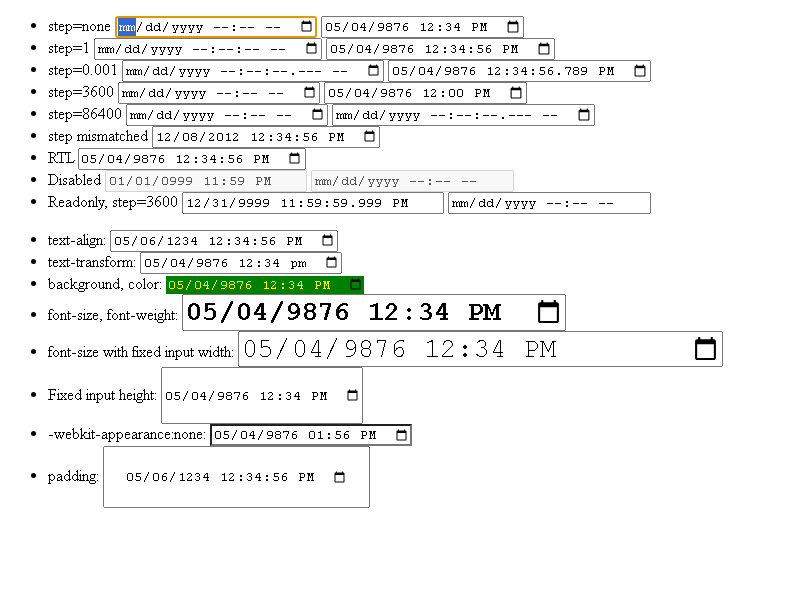 step=none mm/dd/yyyy --:-- -- 05/04/9876 12:34 PM
step=1 mm/dd/yyyy --:--:-- -- 05/04/9876 12:34:56 PM
step=0.001 mm/dd/yyyy --:--:--.--- -- 05/04/9876 12:34:56.789 PM
step=3600 mm/dd/yyyy --:-- -- 05/04/9876 12:00 PM
step=86400 mm/dd/yyyy --:-- -- mm/dd/yyyy --:--:--.--- --
step mismatched 12/08/2012 12:34:56 PM
RTL 05/04/9876 12:34:56 PM
Disabled 01/01/0999 11:59 PM mm/dd/yyyy --:-- --
Readonly, step=3600 12/31/9999 11:59:59.999 PM mm/dd/yyyy --:-- --
text-align: 05/06/1234 12:34:56 PM
text-transform: 05/04/9876 12:34 pm
background, color: 05/04/9876 12:34 PM
font-size, font-weight: 05/04/9876 12:34 PM
font-size with fixed input width: 05/04/9876 12:34 PM
Fixed input height: 05/04/9876 12:34 PM
-webkit-appearance:none: 05/04/9876 01:56 PM
padding: 05/06/1234 12:34:56 PM